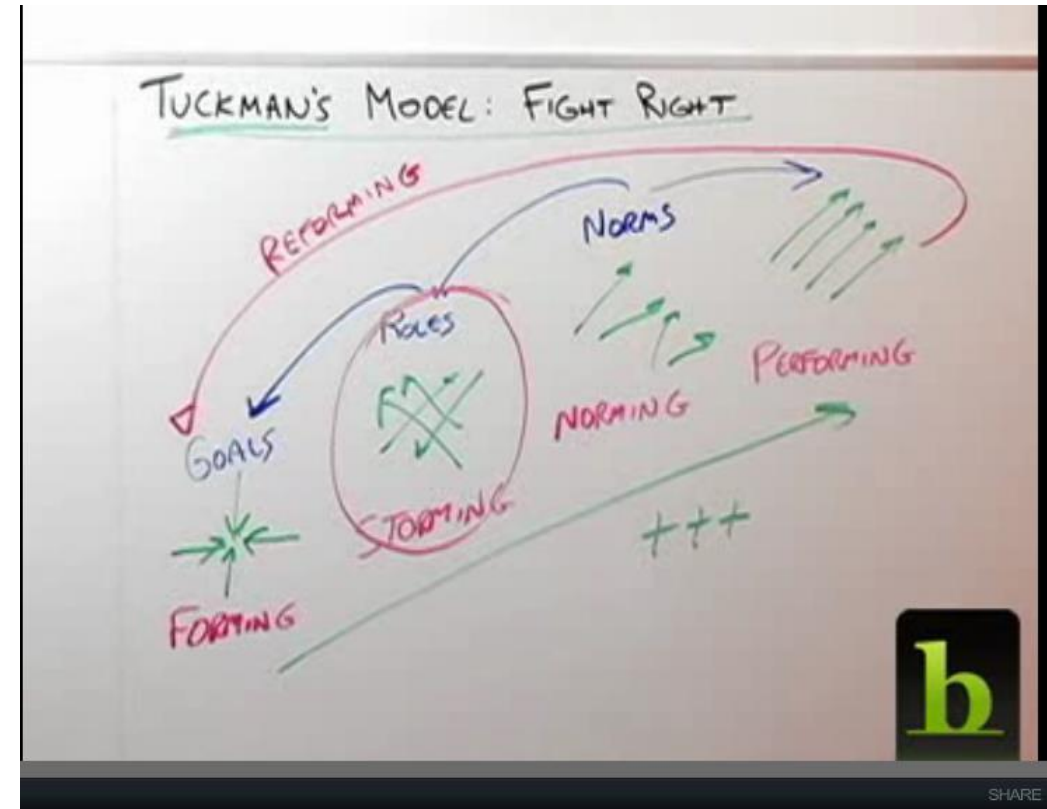 TUCKMAN'S MODEL: FIGHT RIGHT
REFORMING
NORMS
ROLES
GOALS
PERFORMING
NORMING
STORMING
FORMING
+++
b
SHARE